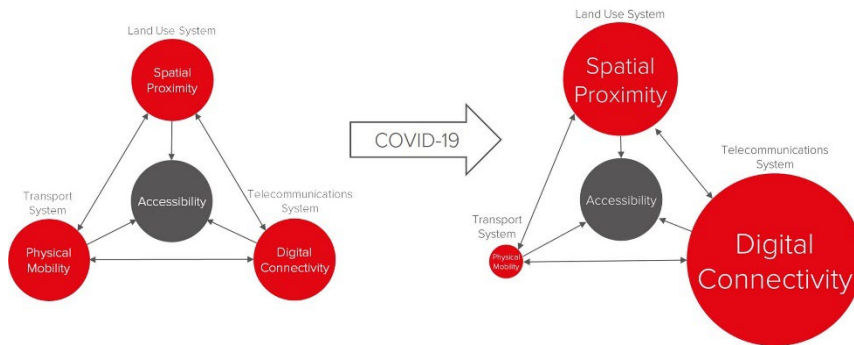 Land Use System
Spatial
Proximity
Accessibility
Transport
System
Physical
Mobility
Telecommunications
System
Digital
Connectivity
COVID-19
Land Use System
Spatial
Proximity
Telecommunications
System
Accessibility
Transport
System
Physical
Mobility
Digital
Connectivity